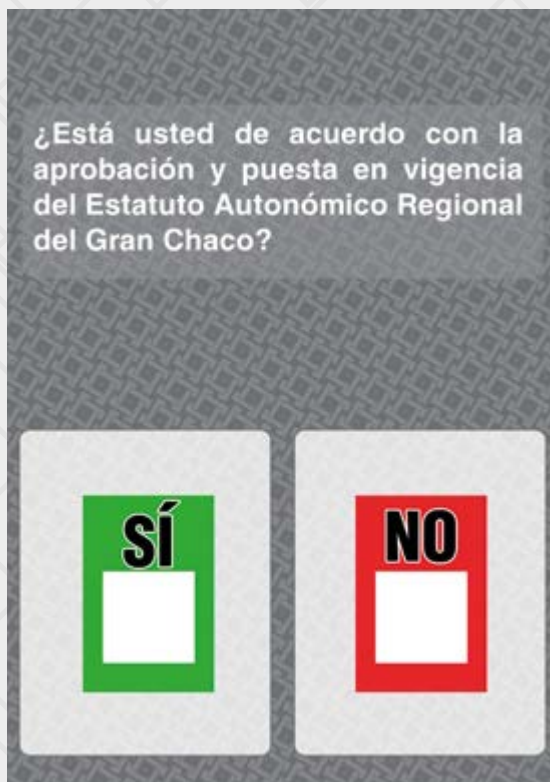 ¿Está usted de acuerdo con la
aprobación y puesta en vigencia
del Estatuto Autonómico Regional
del Gran Chaco?
SÍ
NO